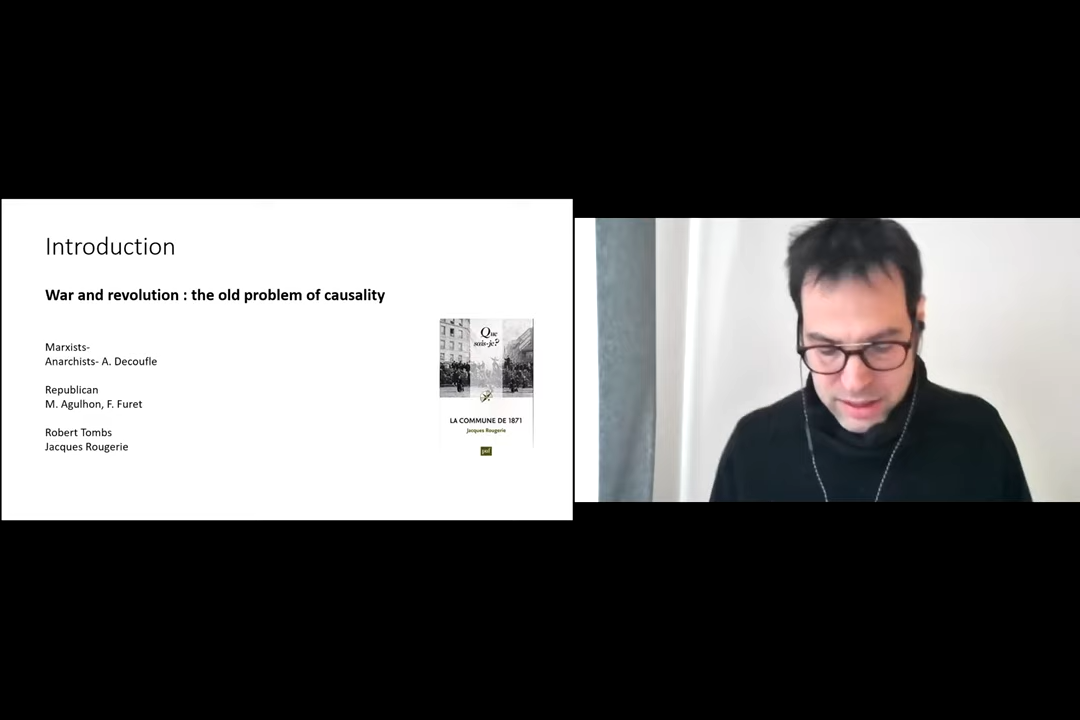 Introduction
War and revolution : the old problem of causality
Marxists-
Anarchists- A. Decoufle
Republican
M. Agulhon, F. Furet
Robert Tombs
Jacques Rougerie
Que
sais-je?
LA COMMUNE DE 1871
Jacques Rougerie
puf